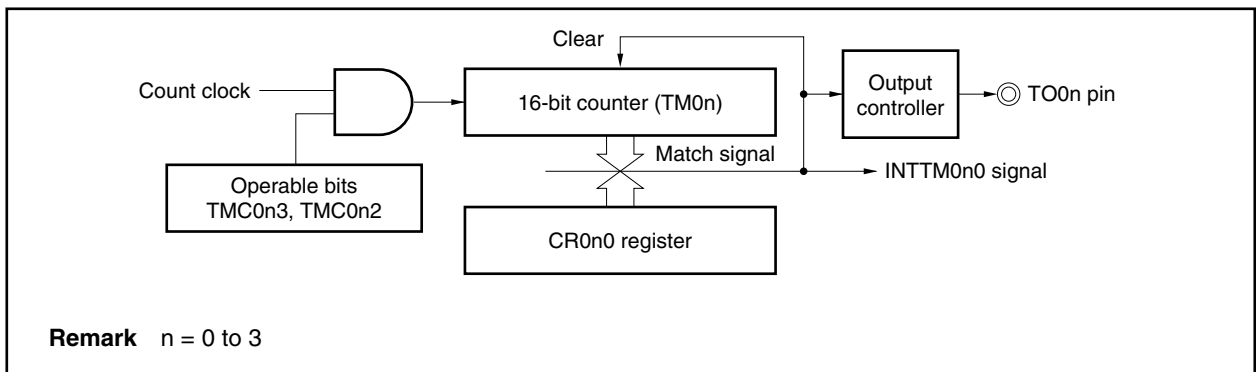 Clear
Count clock
16-bit counter (TM0n)
Output
controller
TO0n pin
Match signal
INTTM0n0 signal
Operable bits
TMC0n3, TMC0n2
CR0n0 register
Remark n = 0 to 3